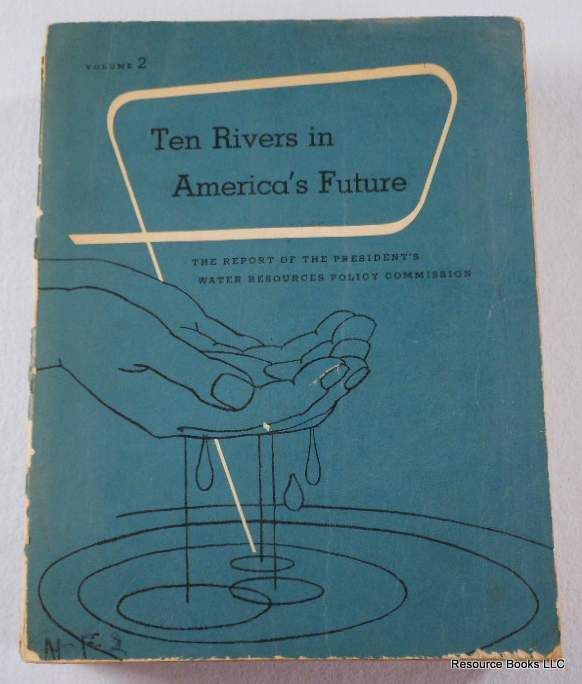 VOLUME 2
Ten Rivers in
America's Future
THE REPORT OF THE PRESIDENT'S
WATER RESOURCES POLICY COMMISSION
Resource Books LLC